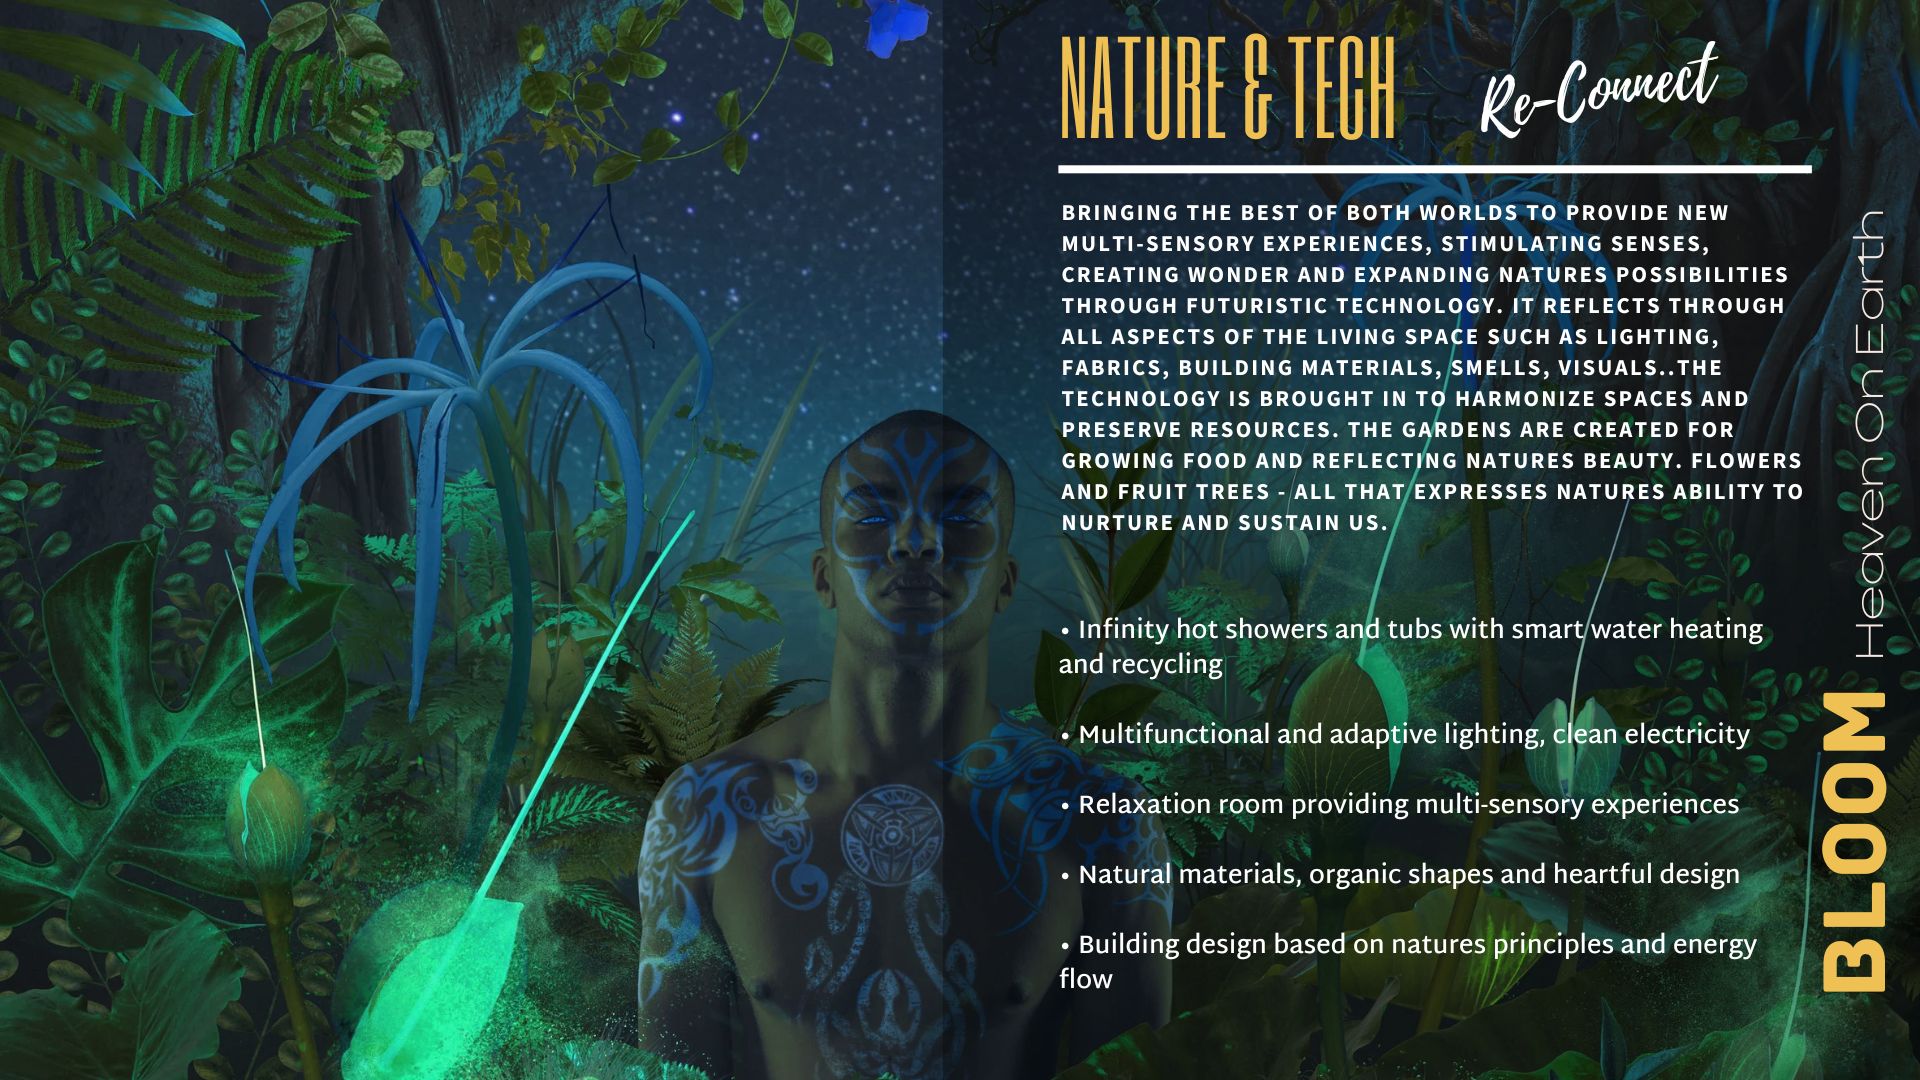 NATURE & TECH
Re-Connect
BRINGING THE BEST OF BOTH WORLDS TO PROVIDE NEW
MULTI-SENSORY EXPERIENCES, STIMULATING SENSES,
CREATING WONDER AND EXPANDING NATURES POSSIBILITIES
THROUGH FUTURISTIC TECHNOLOGY. IT REFLECTS THROUGH
ALL ASPECTS OF THE LIVING SPACE SUCH AS LIGHTING,
FABRICS, BUILDING MATERIALS, SMELLS, VISUALS..THE
TECHNOLOGY IS BROUGHT IN TO HARMONIZE SPACES AND
PRESERVE RESOURCES. THE GARDENS ARE CREATED FOR
GROWING FOOD AND REFLECTING NATURES BEAUTY. FLOWERS
AND FRUIT TREES - ALL THAT EXPRESSES NATURES ABILITY TO
NURTURE AND SUSTAIN US.
• Infinity hot showers and tubs with smart water heating
and recycling
• Multifunctional and adaptive lighting, clean electricity
• Relaxation room providing multi-sensory experiences
• Natural materials, organic shapes and heartful design
• Building design based on natures principles and energy
flow
BLOOM Heaven On Earth